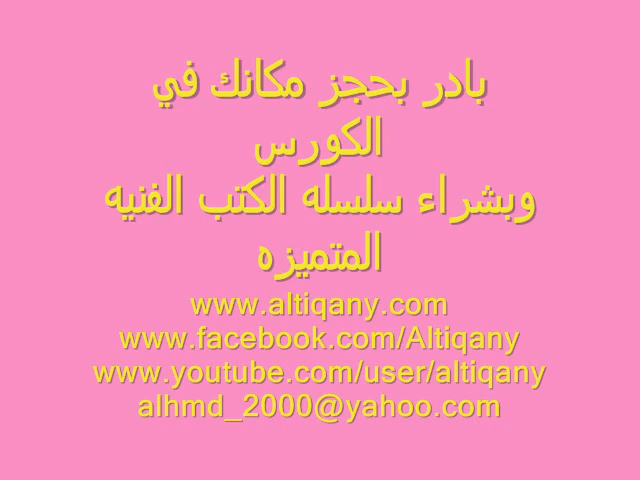 بادر بحجز مكانك في
الكورس
وبشراء سلسله الكتب الفنيه
المتميزه
www.altiqany.com
www.facebook.com/Altiqany
www.youtube.com/user/altiqany
alhmd_2000@yahoo.com